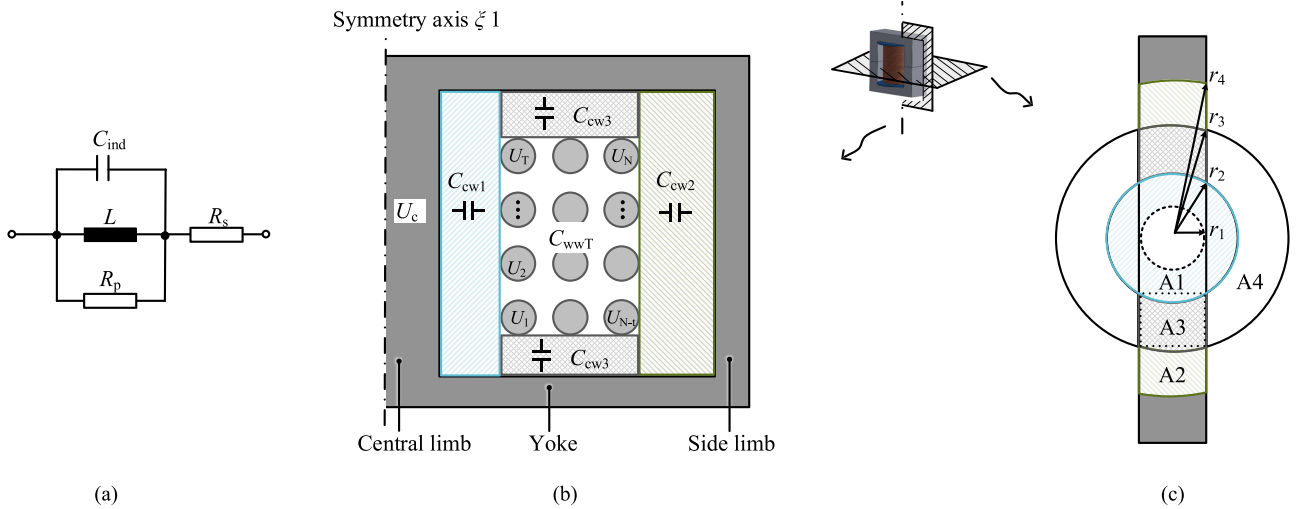 C_ind
L
R_s
R_p
(a)
Symmetry axis ξ 1
C_cw3
U_T
U_N
C_cw1
C_cw2
U_c
C_wwT
U_2
U_1
U_N-t
C_cw3
Central limb
Yoke
Side limb
(b)
r_4
r_3
r_2
r_1
A1
A4
A3
A2
(c)